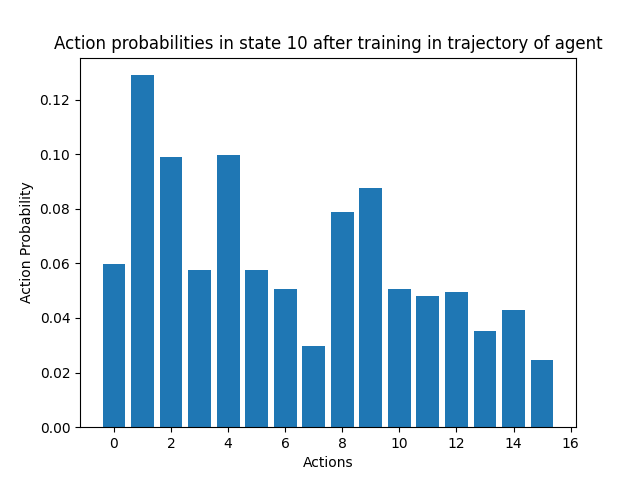 Action probabilities in state 10 after training in trajectory of agent
0.12
0.10
0.08
0.06
0.04
0.02
0.00
Action Probability
0 2 4 6 8 10 12 14 16
Actions